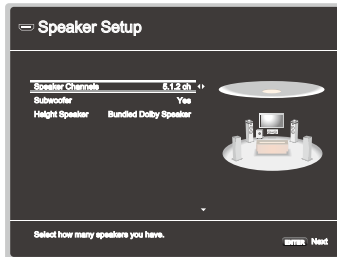 Speaker Setup
Speaker Channels 5.1.2 ch
Subwoofer Yes
Height Speaker Bundled Dolby Speaker
Select how many speakers you have.
ENTER Next